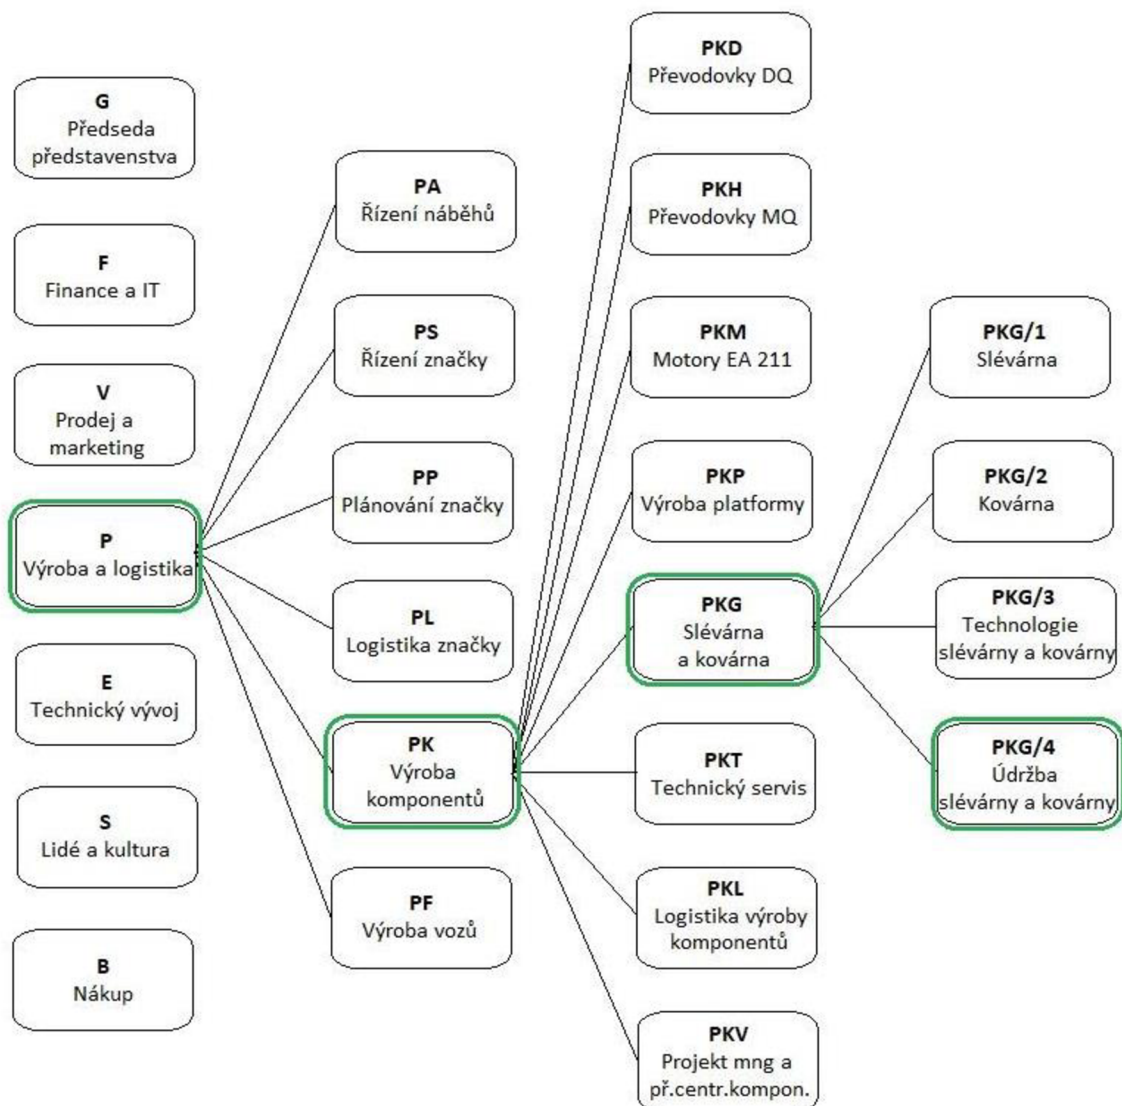 G
Předseda
představenstva
F
Finance a IT
V
Prodej a
marketing
P
Výroba a logistika
E
Technický vývoj
S
Lidé a kultura
B
Nákup
PA
Řízení náběhů
PS
Řízení značky
PP
Plánování značky
PL
Logistika značky
PK
Výroba
komponentů
PF
Výroba vozů
PKD
Převodovky DQ
PKH
Převodovky MQ
PKM
Motory EA 211
PKP
Výroba platformy
PKG
Slévárna
a kovárna
PKT
Technický servis
PKL
Logistika výroby
komponentů
PKV
Projekt mng a
př.centr.kompon.
PKG/1
Slévárna
PKG/2
Kovárna
PKG/3
Technologie
slévárny a kovárny
PKG/4
Údržba
slévárny a kovárny